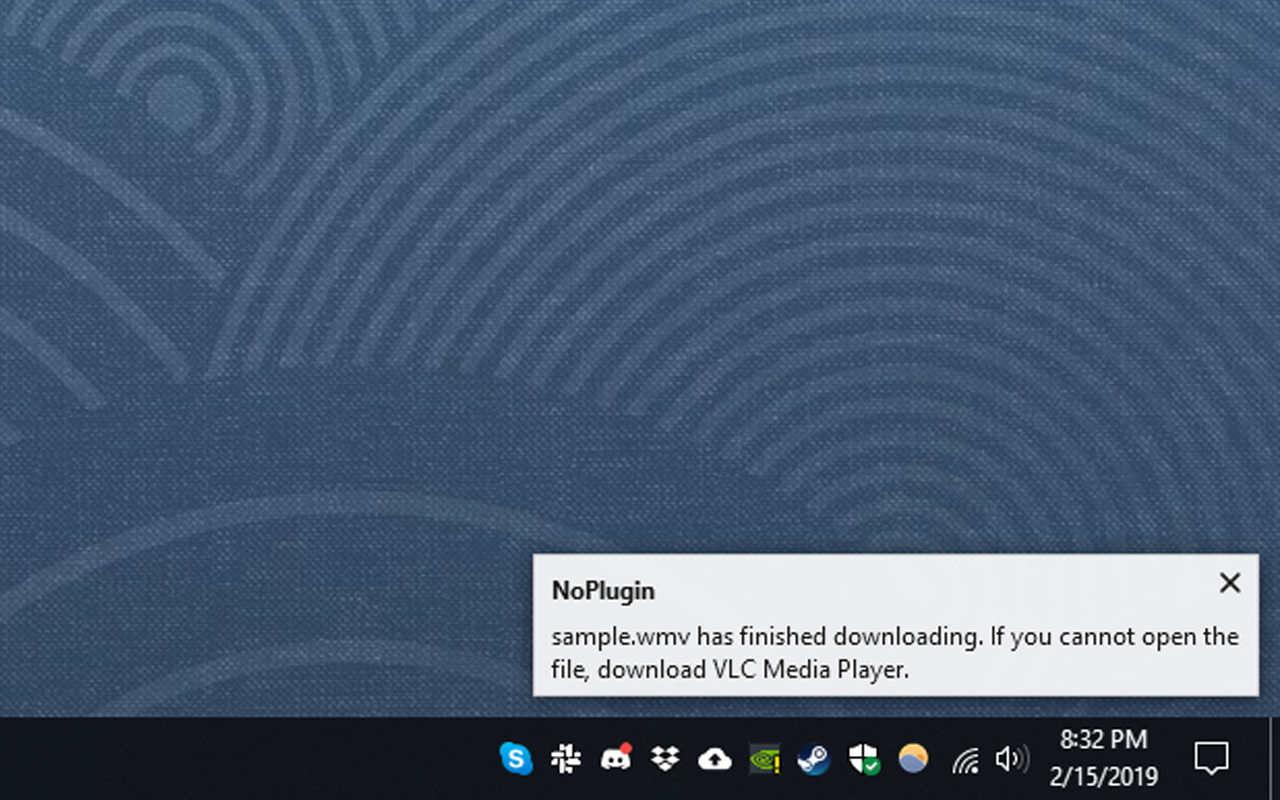 NoPlugin
sample.wmv has finished downloading. If you cannot open the
file, download VLC Media Player.
8:32 PM
2/15/2019